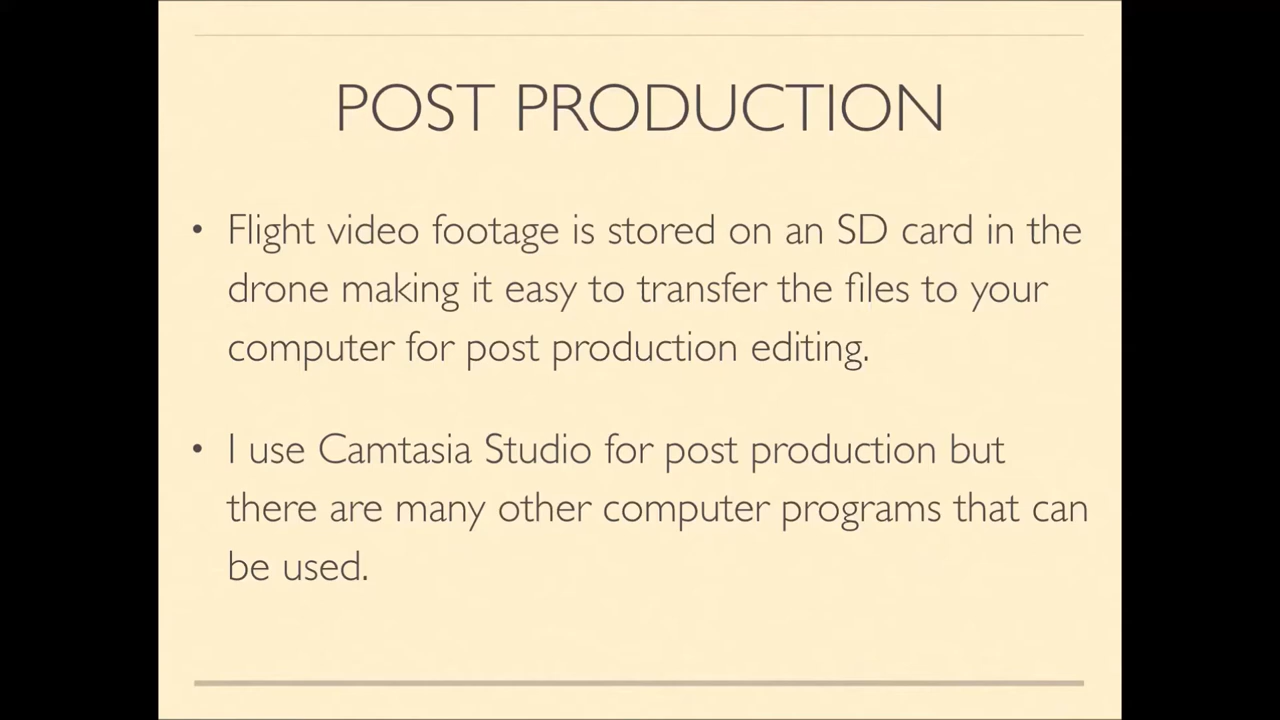 POST PRODUCTION
• Flight video footage is stored on an SD card in the
drone making it easy to transfer the files to your
computer for post production editing.
• I use Camtasia Studio for post production but
there are many other computer programs that can
be used.